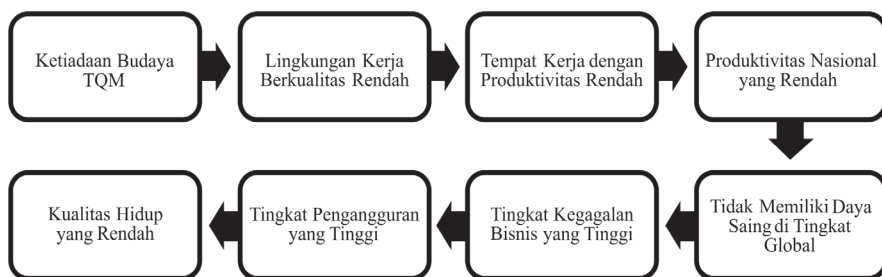 Ketiadaan Budaya
TQM
Lingkungan Kerja
Berkualitas Rendah
Tempat Kerja dengan
Produktivitas Rendah
Produktivitas Nasional
yang Rendah
Tidak Memiliki Daya
Saing di Tingkat
Global
Tingkat Kegagalan
Bisnis yang Tinggi
Tingkat Pengangguran
yang Tinggi
Kualitas Hidup
yang Rendah